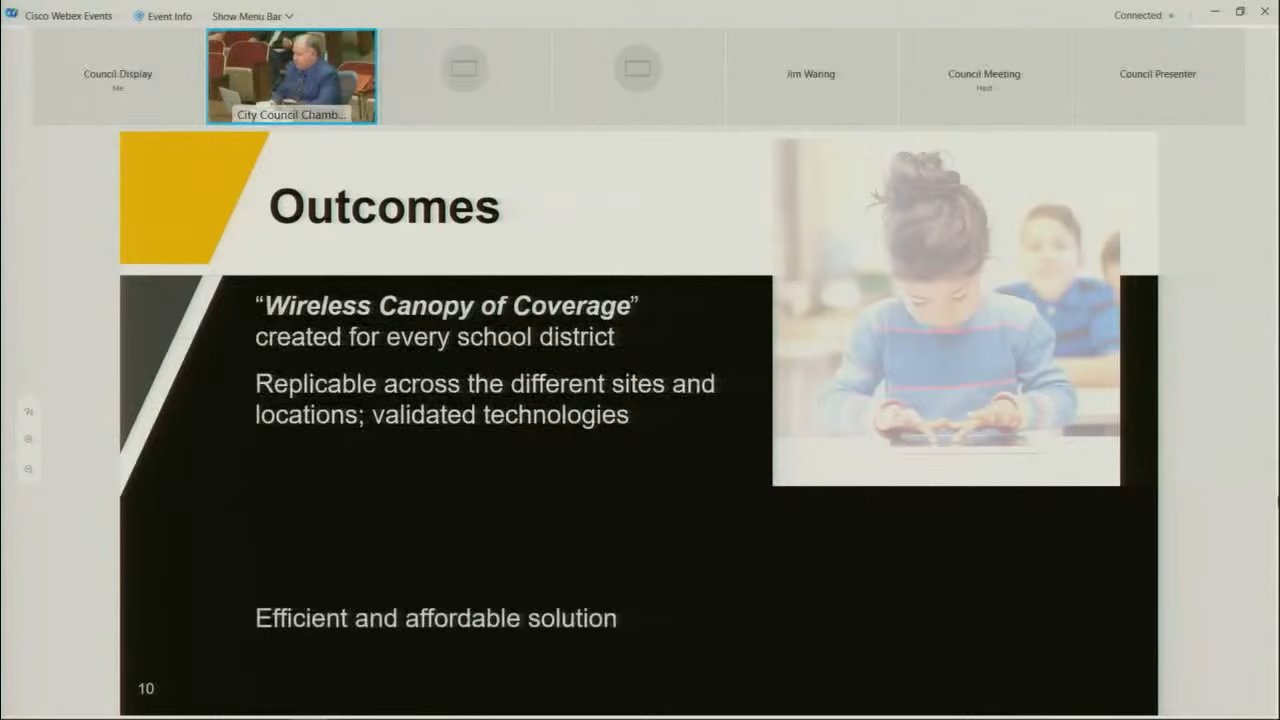 Cisco Webex Events
Event Info
Show Menu Bar
Connected
Council Display
Me
City Council Chamb...
Jim Waring
Council Meeting
Host
Council Presenter
Outcomes
“Wireless Canopy of Coverage”
created for every school district
Replicable across the different sites and
locations; validated technologies
Efficient and affordable solution
10